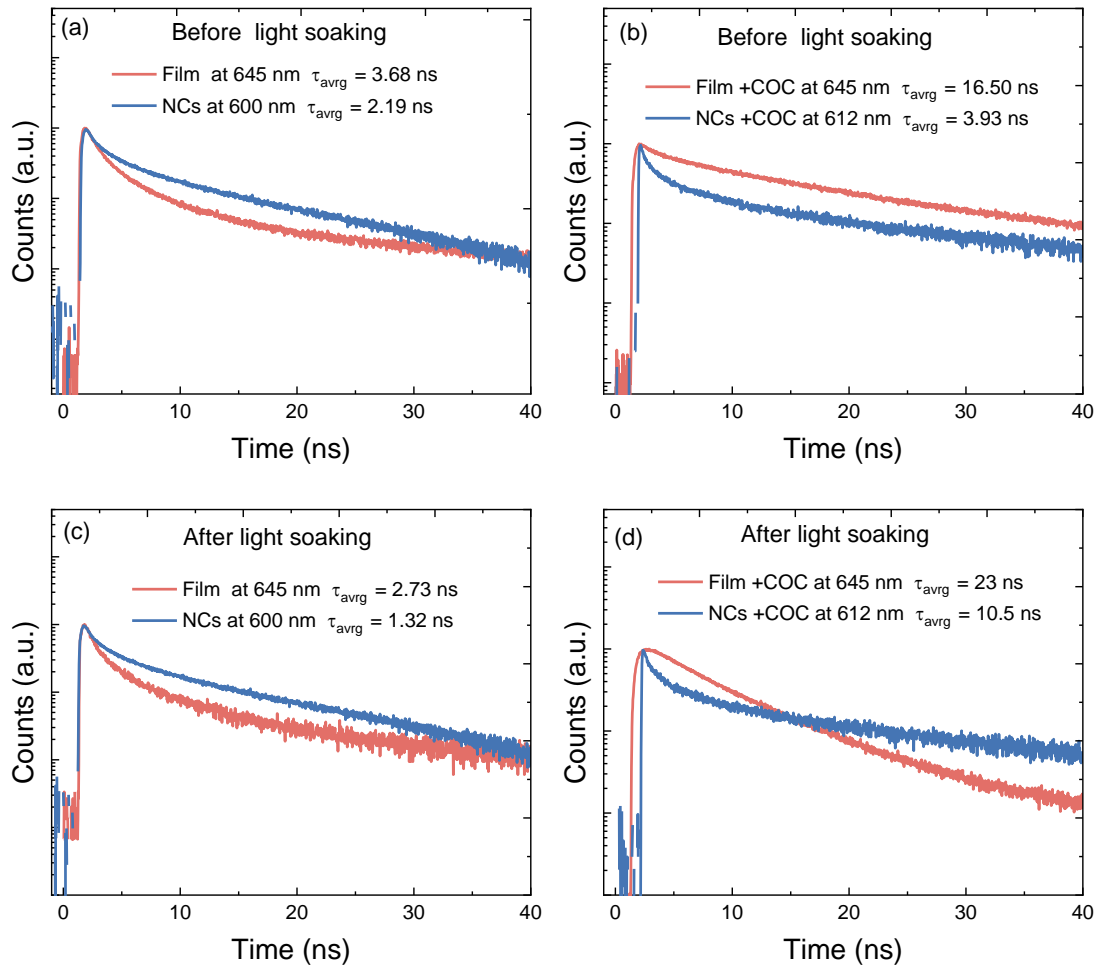 (a)
Before light soaking
Film at 645 nm τavrg = 3.68 ns
NCs at 600 nm τavrg = 2.19 ns
Counts (a.u.)
0 10 20 30 40
Time (ns)
(b)
Before light soaking
Film +COC at 645 nm τavrg = 16.50 ns
NCs +COC at 612 nm τavrg = 3.93 ns
Counts (a.u.)
0 10 20 30 40
Time (ns)
(c)
After light soaking
Film at 645 nm τavrg = 2.73 ns
NCs at 600 nm τavrg = 1.32 ns
Counts (a.u.)
0 10 20 30 40
Time (ns)
(d)
After light soaking
Film +COC at 645 nm τavrg = 23 ns
NCs +COC at 612 nm τavrg = 10.5 ns
Counts (a.u.)
0 10 20 30 40
Time (ns)